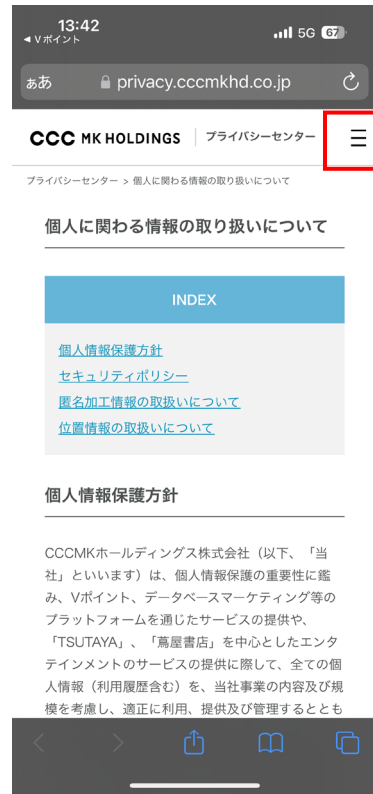 13:42
5G 67
◀ Vポイント
ぁあ privacy.cccmkhd.co.jp
CCC MK HOLDINGS プライバシーセンター
プライバシーセンター > 個人に関わる情報の取り扱いについて
個人に関わる情報の取り扱いについて
INDEX
個人情報保護方針
セキュリティポリシー
匿名加工情報の取扱いについて
位置情報の取扱いについて
個人情報保護方針
CCCMKホールディングス株式会社（以下、「当
社」といいます）は、個人情報保護の重要性に鑑
み、Vポイント、データベースマーケティング等の
プラットフォームを通じたサービスの提供や、
「TSUTAYA」、「蔦屋書店」を中心としたエンタ
テインメントのサービスの提供に際して、全ての個
人情報（利用履歴含む）を、当社事業の内容及び規
模を考慮し、適正に利用、提供及び管理するととも